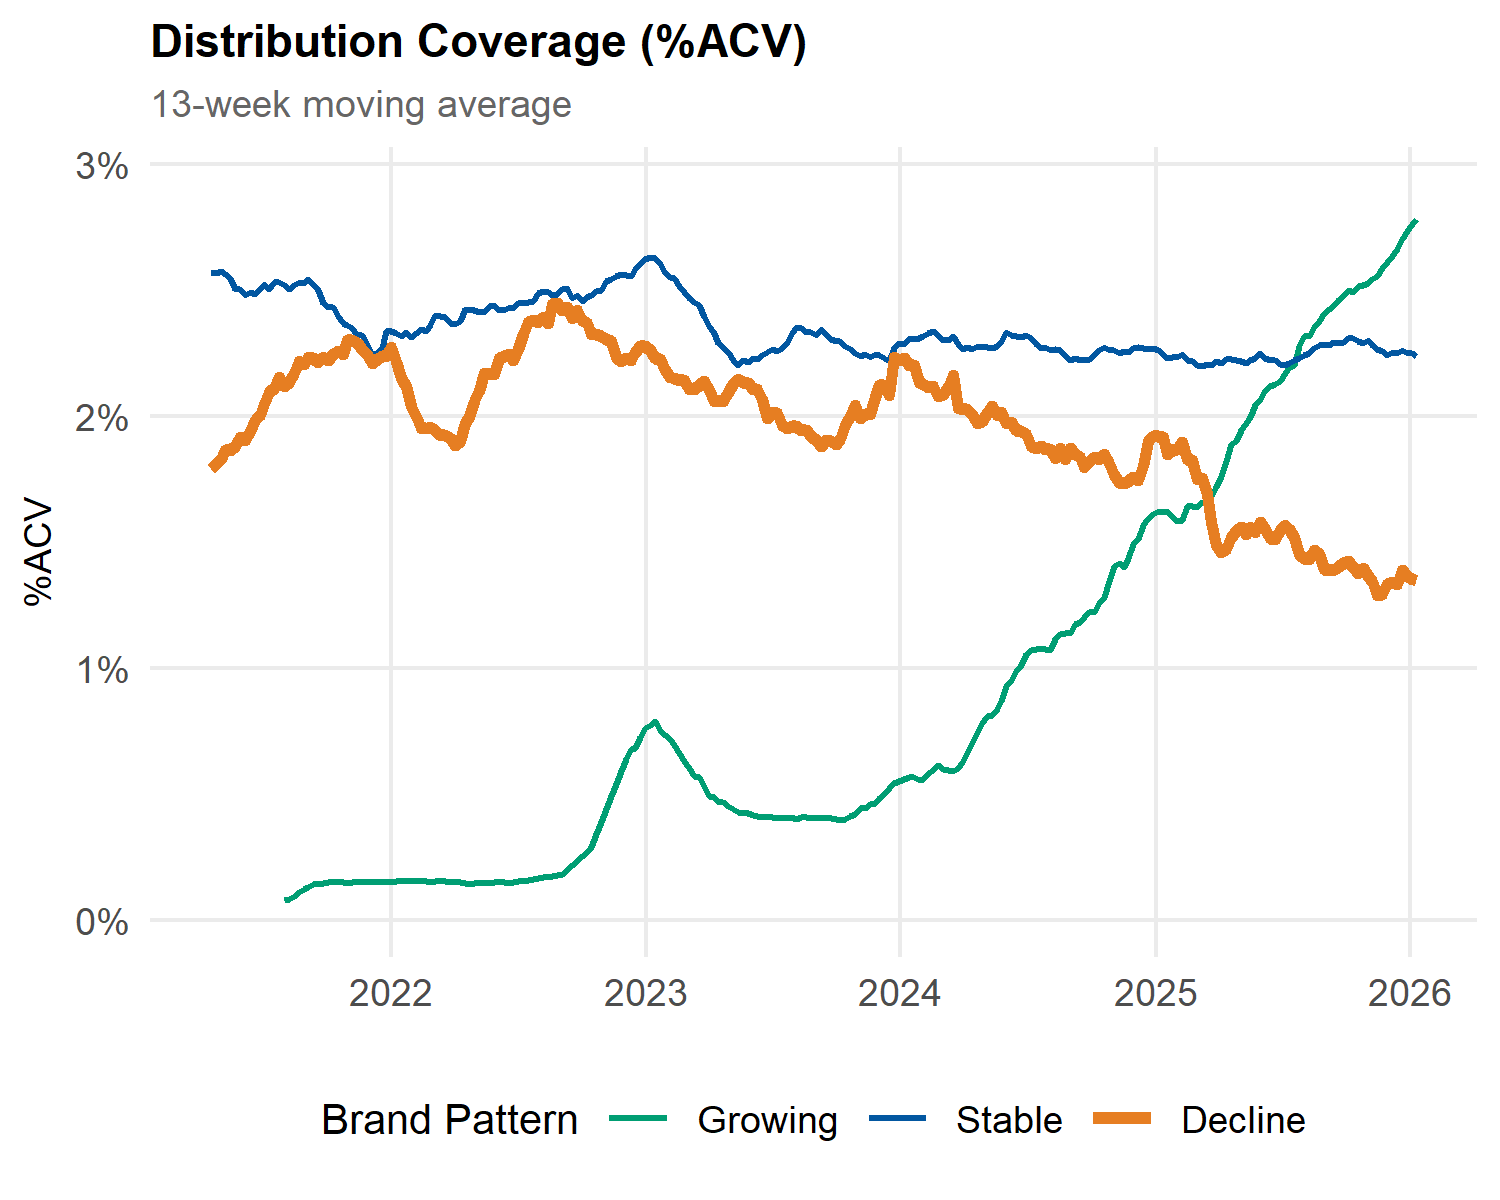 Distribution Coverage (%ACV)
13-week moving average
3%
2%
1%
0%
%ACV
2022 2023 2024 2025 2026
Brand Pattern Growing Stable Decline